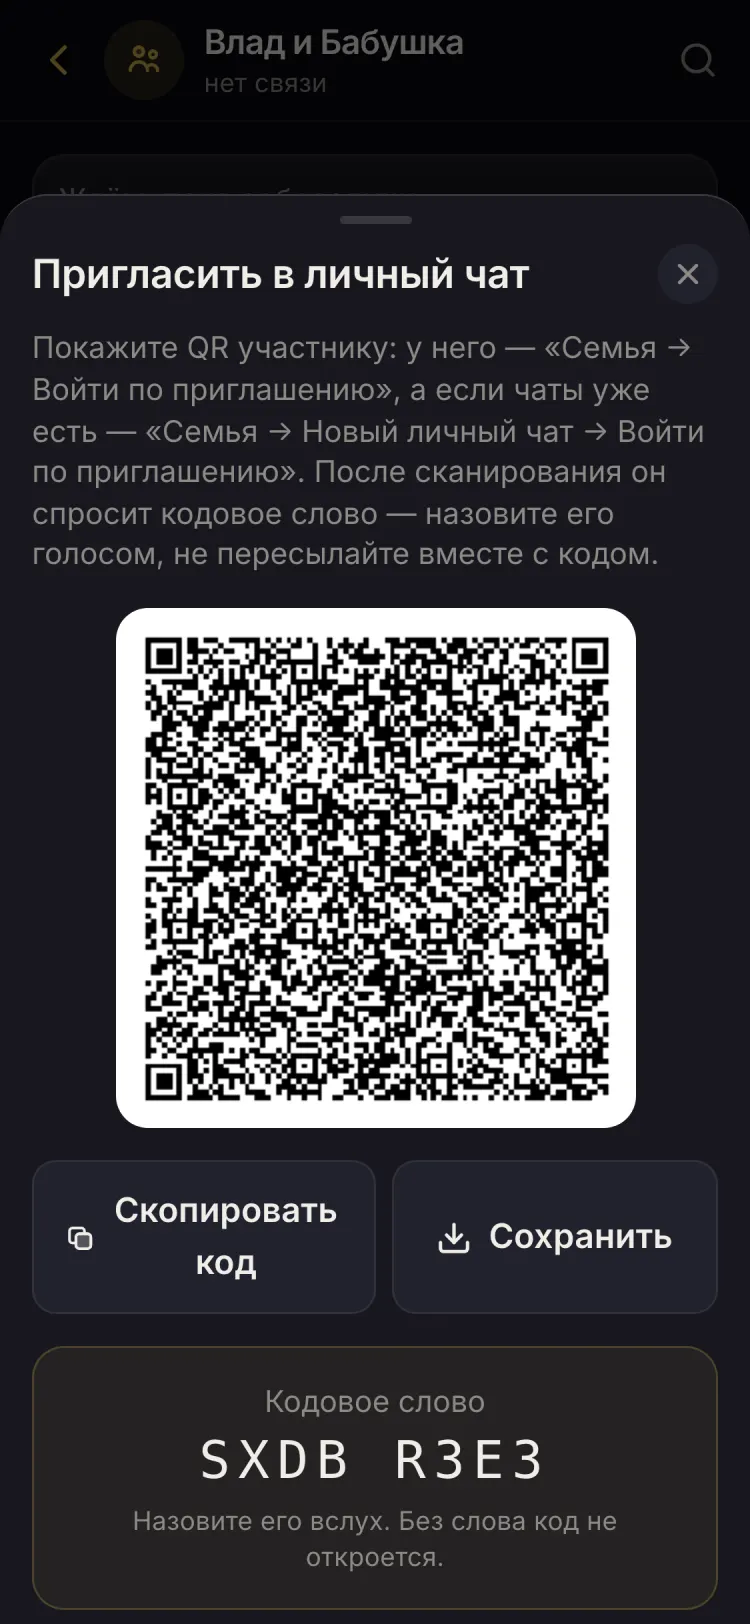 Влад и Бабушка
нет связи
Пригласить в личный чат
Покажите QR участнику: у него — «Семья →
Войти по приглашению», а если чаты уже
есть — «Семья → Новый личный чат → Войти
по приглашению». После сканирования он
спросит кодовое слово — назовите его
голосом, не пересылайте вместе с кодом.
Скопировать
код
Сохранить
Кодовое слово
SXDB R3E3
Назовите его вслух. Без слова код не
откроется.